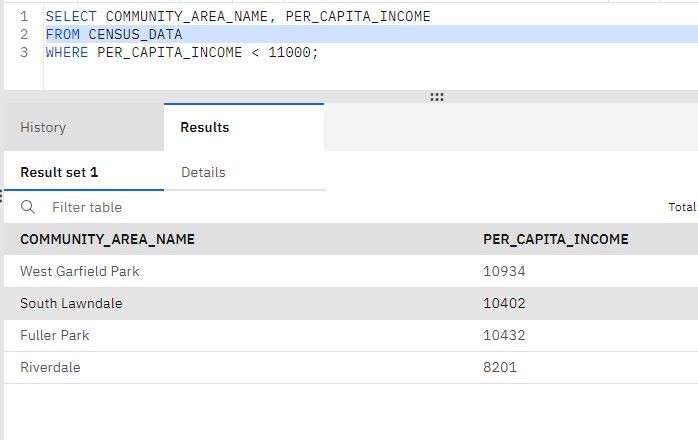 1 SELECT COMMUNITY_AREA_NAME, PER_CAPITA_INCOME
2 FROM CENSUS_DATA
3 WHERE PER_CAPITA_INCOME < 11000;
History Results
Result set 1 Details
Filter table Total
COMMUNITY_AREA_NAME PER_CAPITA_INCOME
West Garfield Park 10934
South Lawndale 10402
Fuller Park 10432
Riverdale 8201